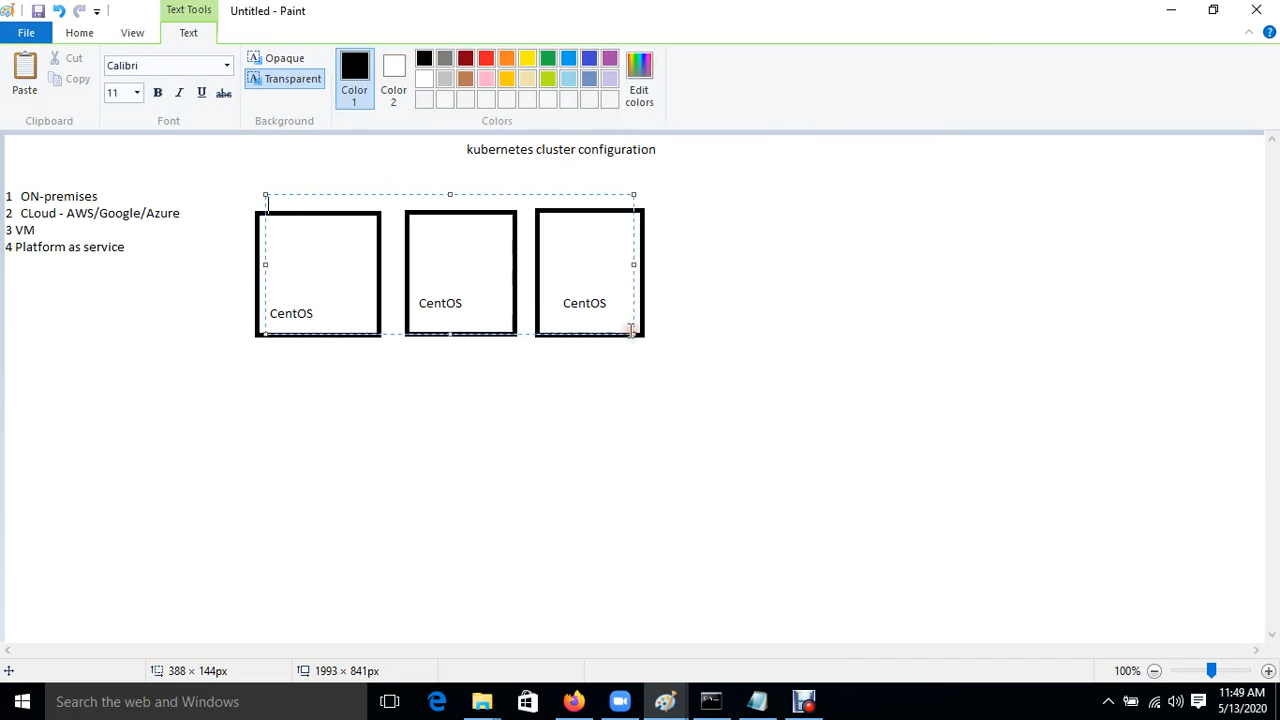 Text Tools
Untitled - Paint
File
Home
View
Text
Paste
Cut
Copy
Clipboard
Calibri
11
B I U abc
Font
Opaque
Transparent
Background
Color 1
Color 2
Edit colors
Colors
kubernetes cluster configuration
1 ON-premises
2 CLoud - AWS/Google/Azure
3 VM
4 Platform as service
CentOS
CentOS
CentOS
388 × 144px
1993 × 841px
100%
Search the web and Windows
11:49 AM
5/13/2020